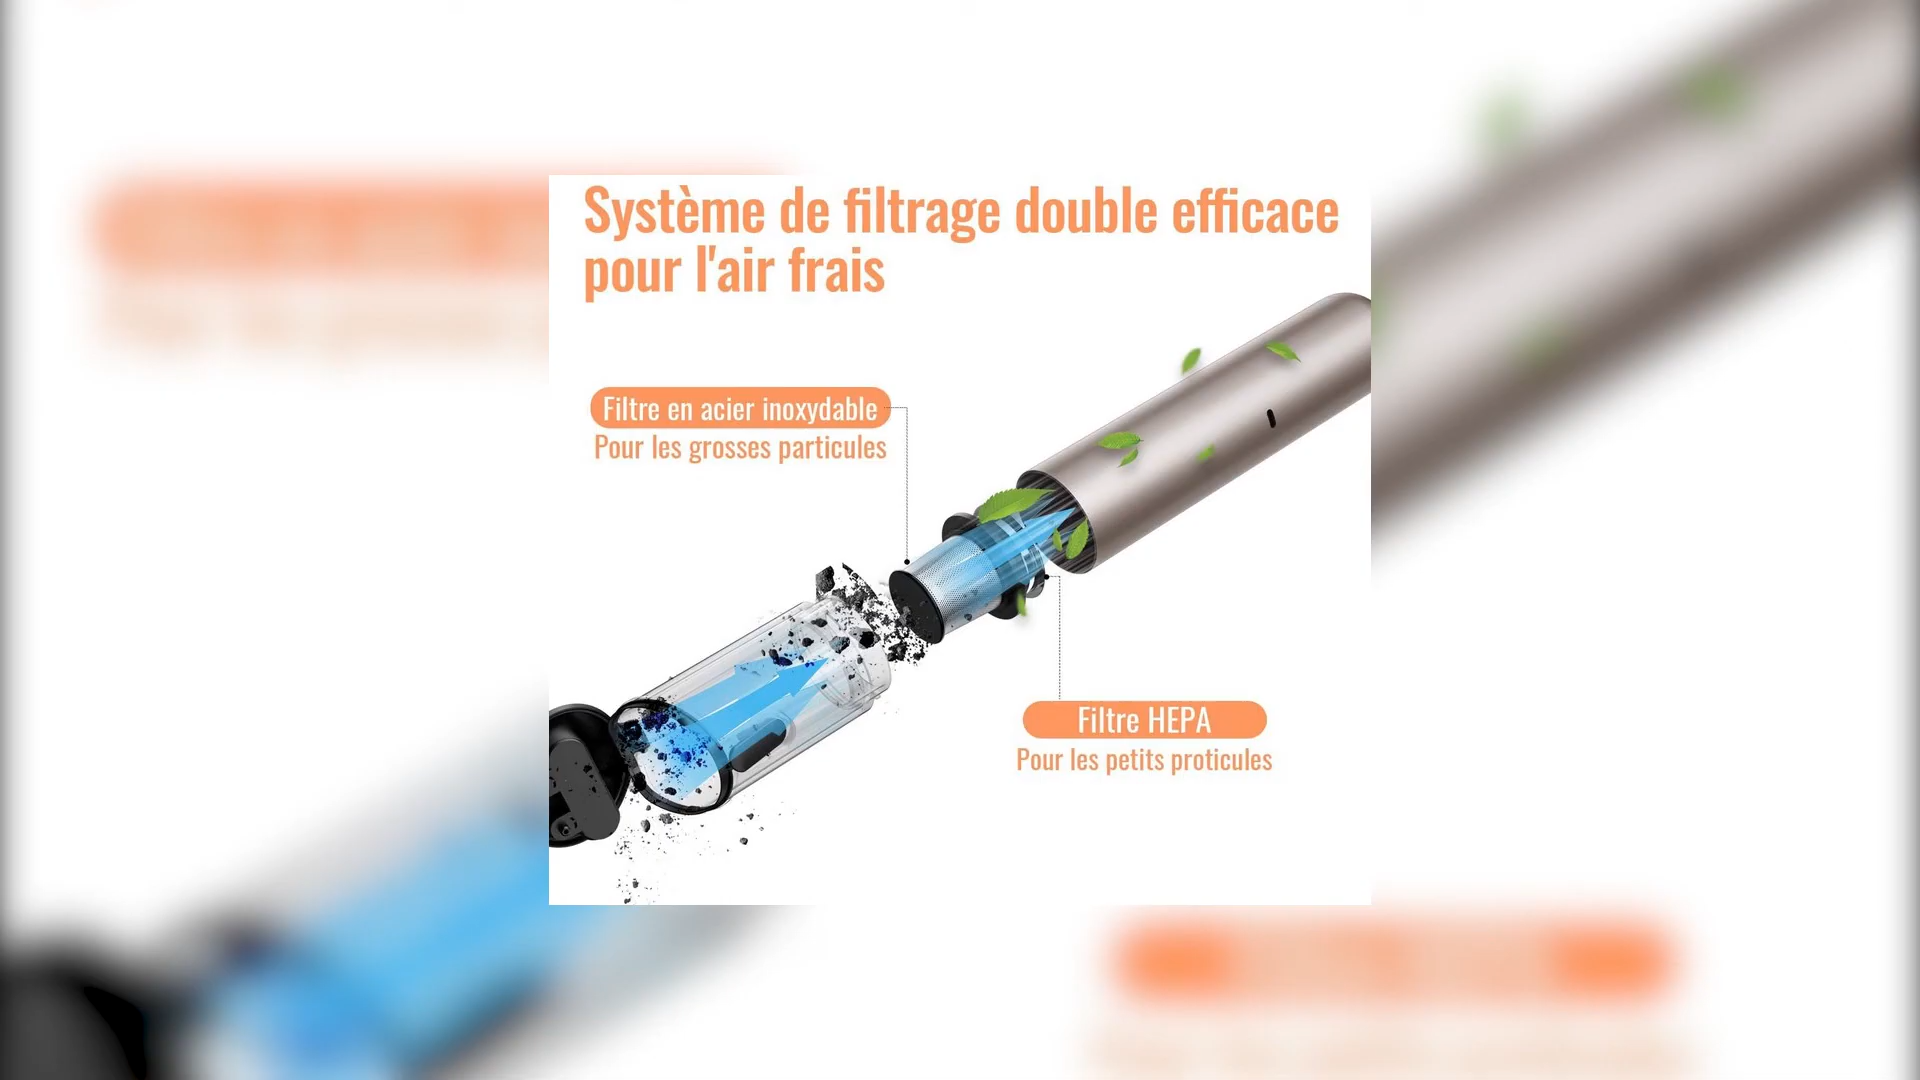 Système de filtrage double efficace
pour l'air frais
Filtre en acier inoxydable
Pour les grosses particules
Filtre HEPA
Pour les petits proticules